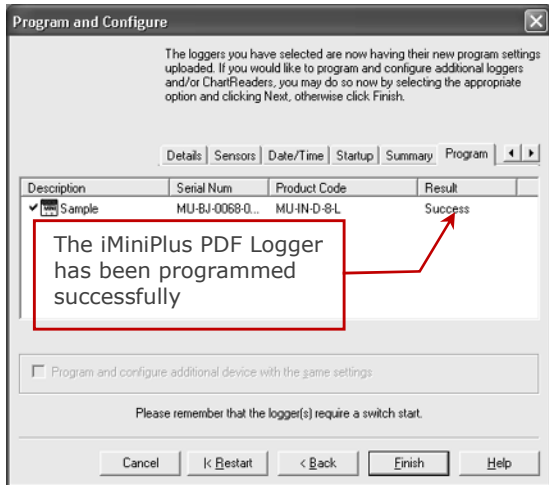 Program and Configure
The loggers you have selected are now having their new program settings
uploaded. If you would like to program and configure additional loggers
and/or ChartReaders, you may do so now by selecting the appropriate
option and clicking Next, otherwise click Finish.
Details Sensors Date/Time Startup Summary Program
Description Serial Num Product Code Result
Sample MU-BJ-0068-0... MU-IN-D-8-L Success
The iMiniPlus PDF Logger
has been programmed
successfully
Program and configure additional device with the same settings
Please remember that the logger(s) require a switch start.
Cancel |< Restart < Back Finish Help